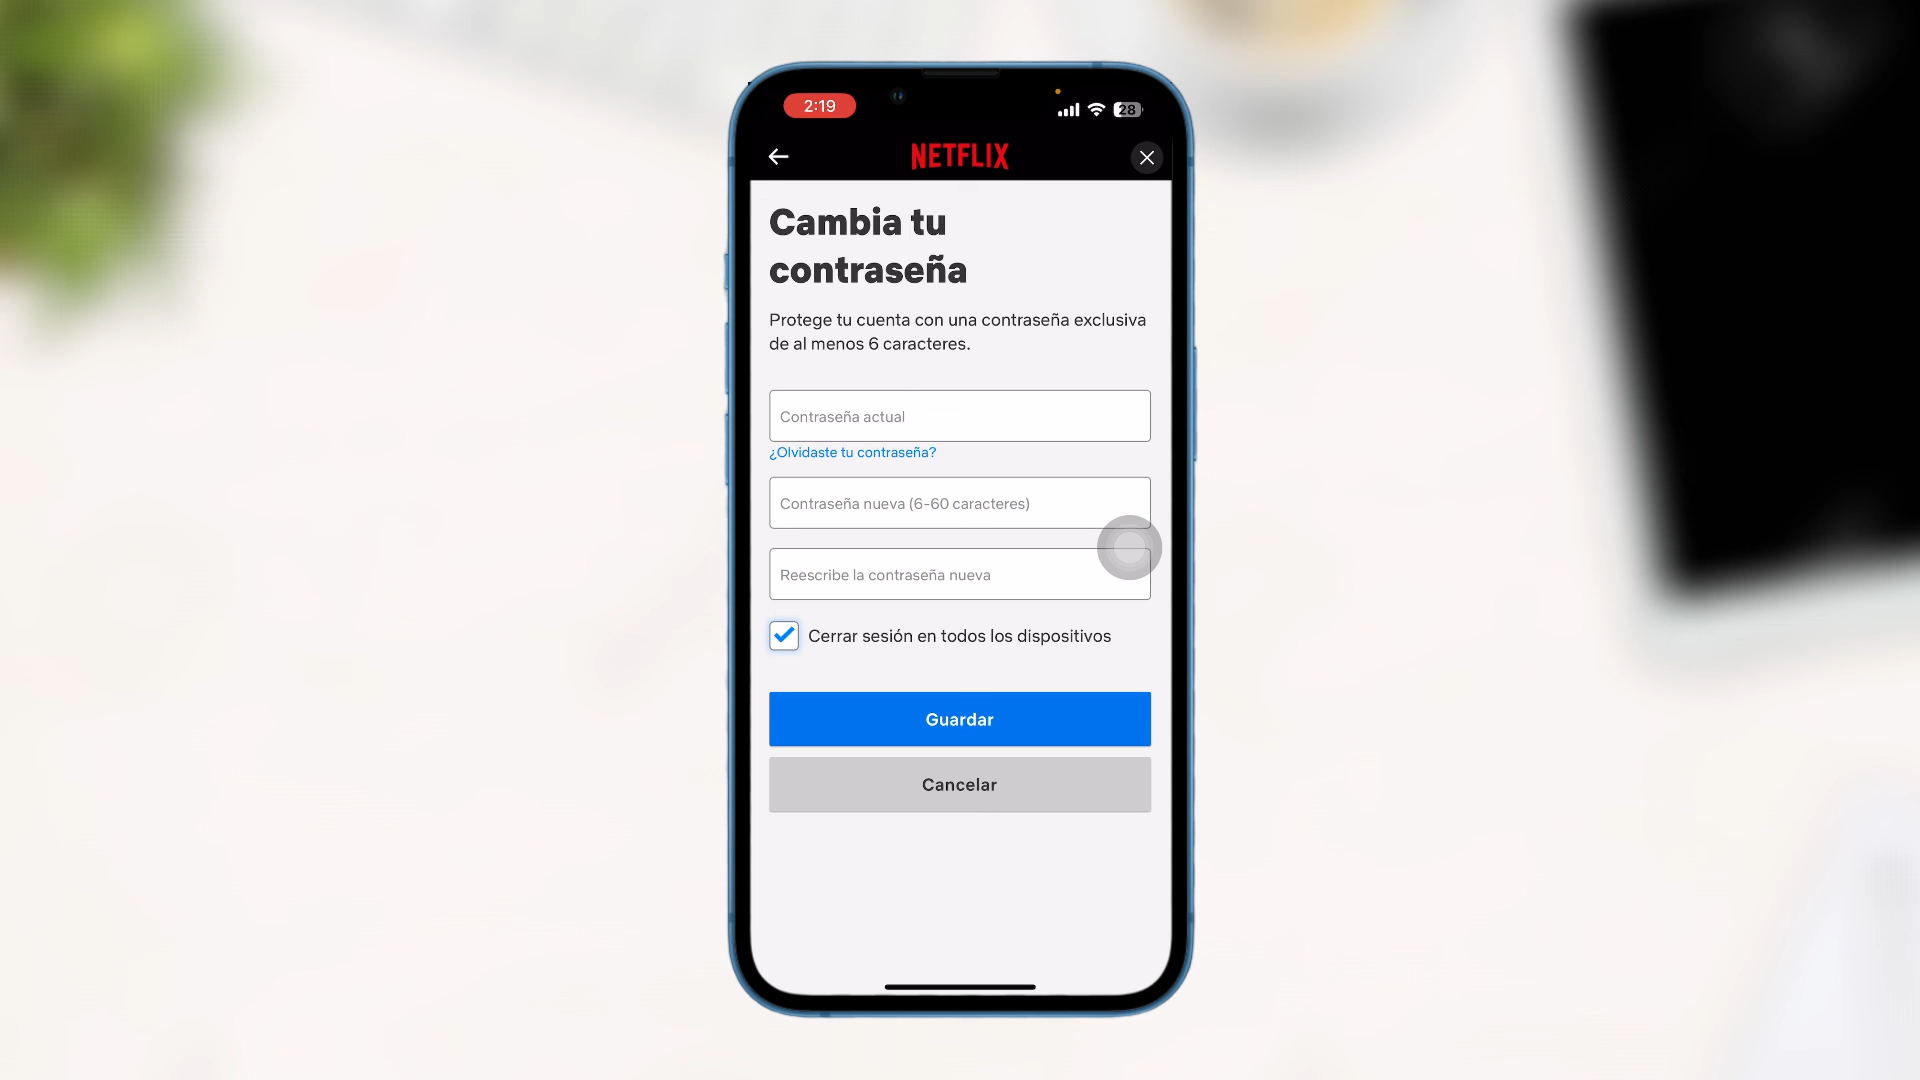 2:19
28
NETFLIX
Cambia tu
contraseña
Protege tu cuenta con una contraseña exclusiva
de al menos 6 caracteres.
Contraseña actual
¿Olvidaste tu contraseña?
Contraseña nueva (6-60 caracteres)
Reescribe la contraseña nueva
Cerrar sesión en todos los dispositivos
Guardar
Cancelar